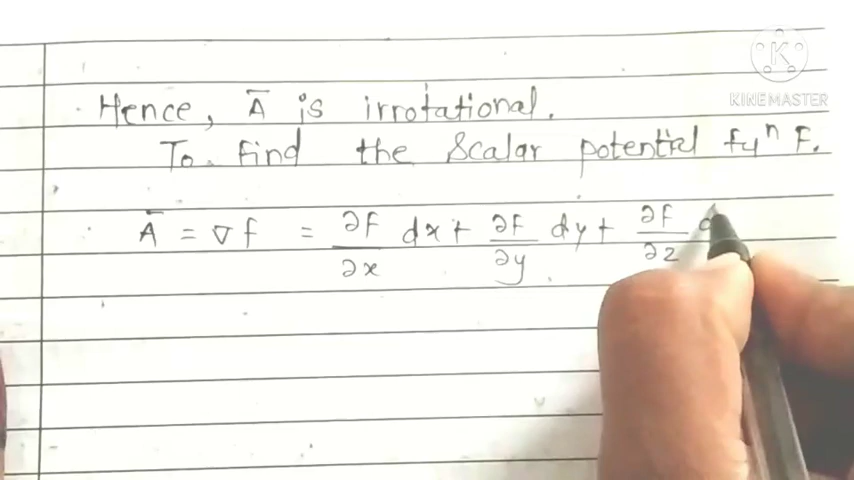 K
KINEMASTER
Hence, A̅ is irrotational.
To find the scalar potential fuⁿ F.
A̅ = ∇f = ∂F/∂x dx + ∂F/∂y dy + ∂F/∂z d